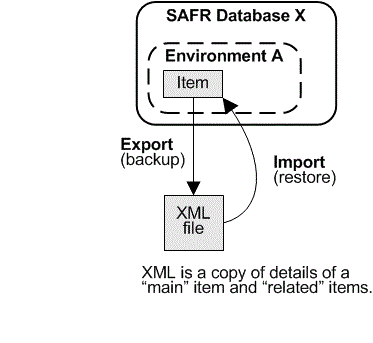 SAFR Database X
Environment A
Item
Export
(backup)
Import
(restore)
XML
file
XML is a copy of details of a
“main” item and “related” items.